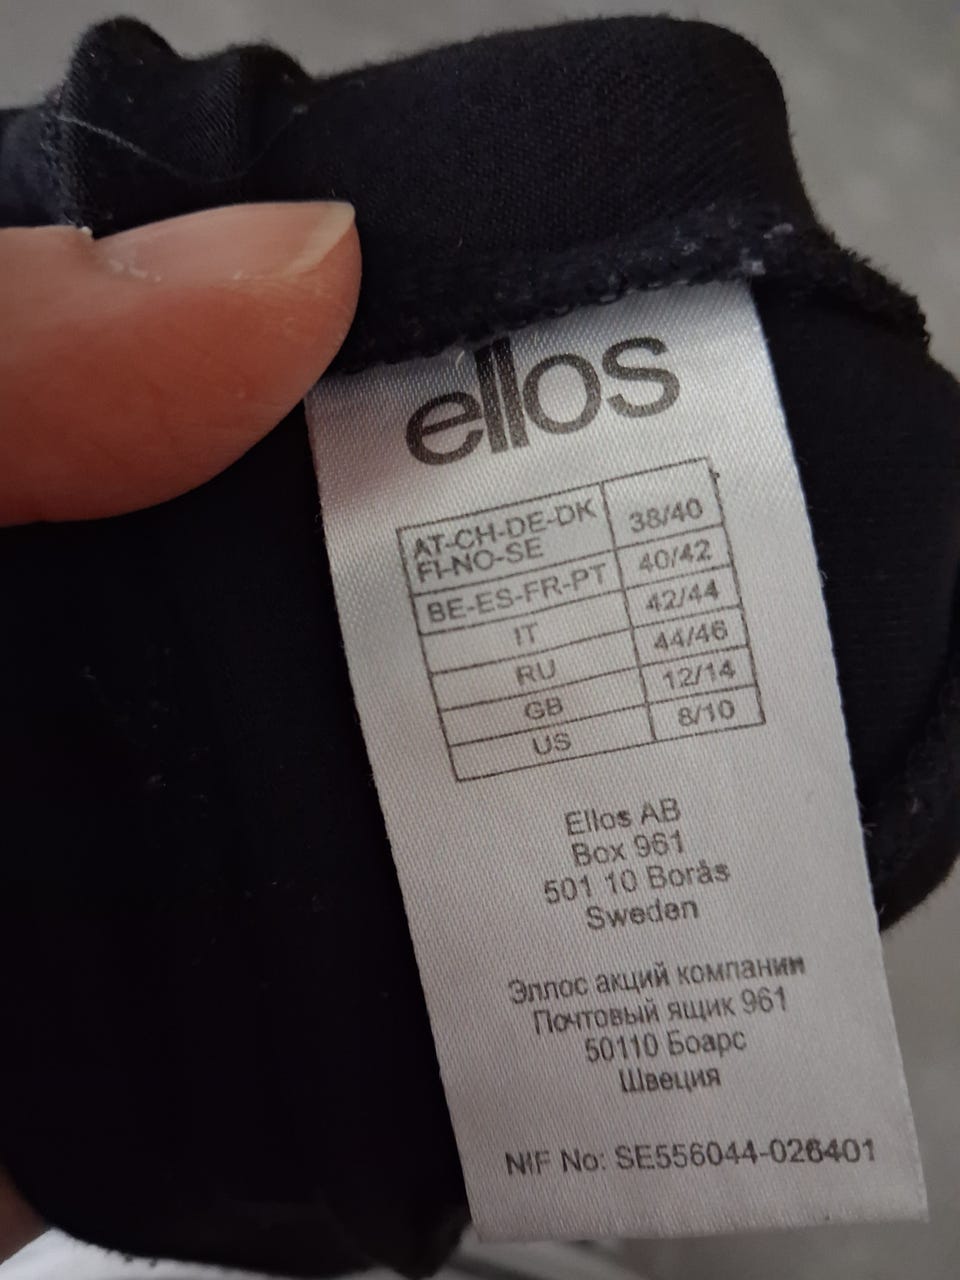 ellos
AT-CH-DE-DK
FI-NO-SE 38/40
BE-ES-FR-PT 40/42
IT 42/44
RU 44/46
GB 12/14
US 8/10
Ellos AB
Box 961
501 10 Borås
Sweden
Эллос акций компании
Почтовый ящик 961
50110 Боарс
Швеция
NIF No: SE556044-026401